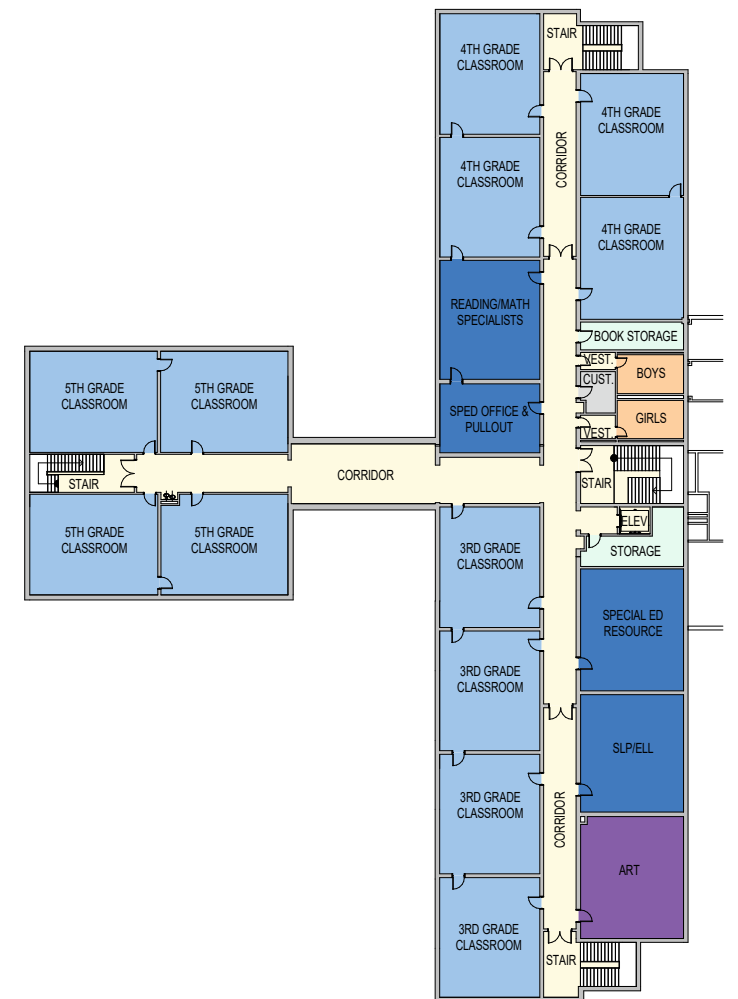 STAIR
4TH GRADE
CLASSROOM
4TH GRADE
CLASSROOM
CORRIDOR
4TH GRADE
CLASSROOM
4TH GRADE
CLASSROOM
READING/MATH
SPECIALISTS
BOOK STORAGE
VEST.
BOYS
CUST.
5TH GRADE
CLASSROOM
5TH GRADE
CLASSROOM
SPED OFFICE &
PULLOUT
GIRLS
VEST.
CORRIDOR
STAIR
STAIR
5TH GRADE
CLASSROOM
5TH GRADE
CLASSROOM
3RD GRADE
CLASSROOM
ELEV
STORAGE
SPECIAL ED
RESOURCE
3RD GRADE
CLASSROOM
SLP/ELL
3RD GRADE
CLASSROOM
CORRIDOR
ART
3RD GRADE
CLASSROOM
STAIR